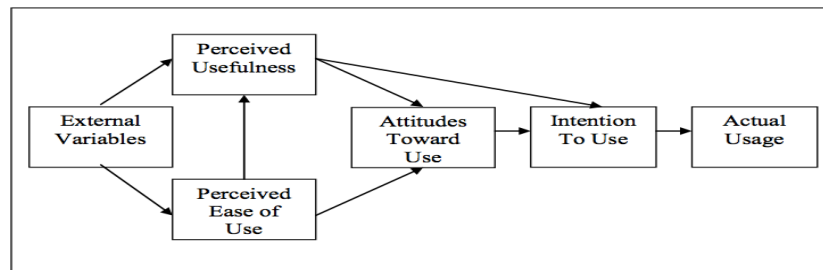 Perceived
Usefulness
External
Variables
Attitudes
Toward
Use
Intention
To Use
Actual
Usage
Perceived
Ease of
Use